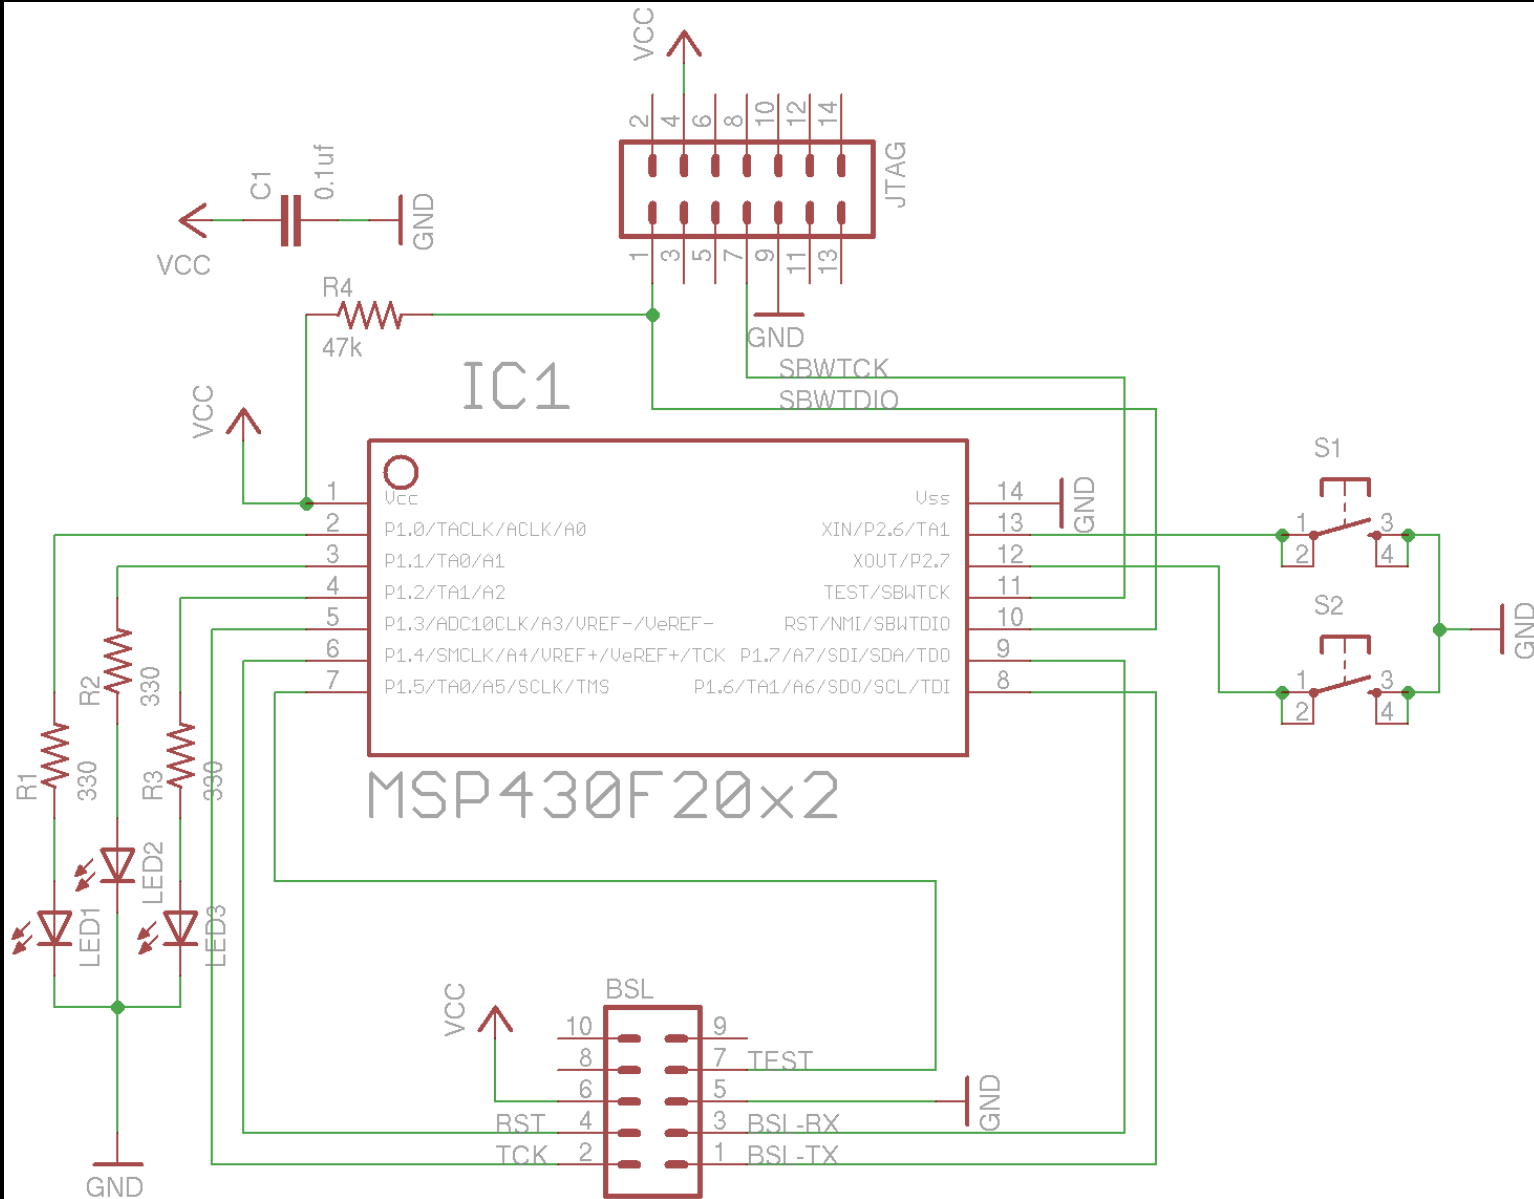 VCC
2 4 6 8 10 12 14
JTAG
1 3 5 7 9 11 13
C1
0.1uf
VCC
GND
R4
47k
GND
SBWTCK
SBWTDIO
IC1
VCC
1 Vcc
2 P1.0/TACLK/ACLK/A0
3 P1.1/TA0/A1
4 P1.2/TA1/A2
5 P1.3/ADC10CLK/A3/VREF-/VeREF-
6 P1.4/SMCLK/A4/VREF+/VeREF+/TCK
7 P1.5/TA0/A5/SCLK/TMS
Vss 14
XIN/P2.6/TA1 13
XOUT/P2.7 12
TEST/SBWTCK 11
RST/NMI/SBWTDIO 10
P1.7/A7/SDI/SDA/TDO 9
P1.6/TA1/A6/SDO/SCL/TDI 8
GND
MSP430F20x2
S1
1 3
2 4
S2
1 3
2 4
GND
R1
330
R2
330
R3
330
LED1
LED2
LED3
GND
BSL
VCC
10 9
8 7 TEST
6 5
RST 4 3 BSL-RX
TCK 2 1 BSL-TX
GND